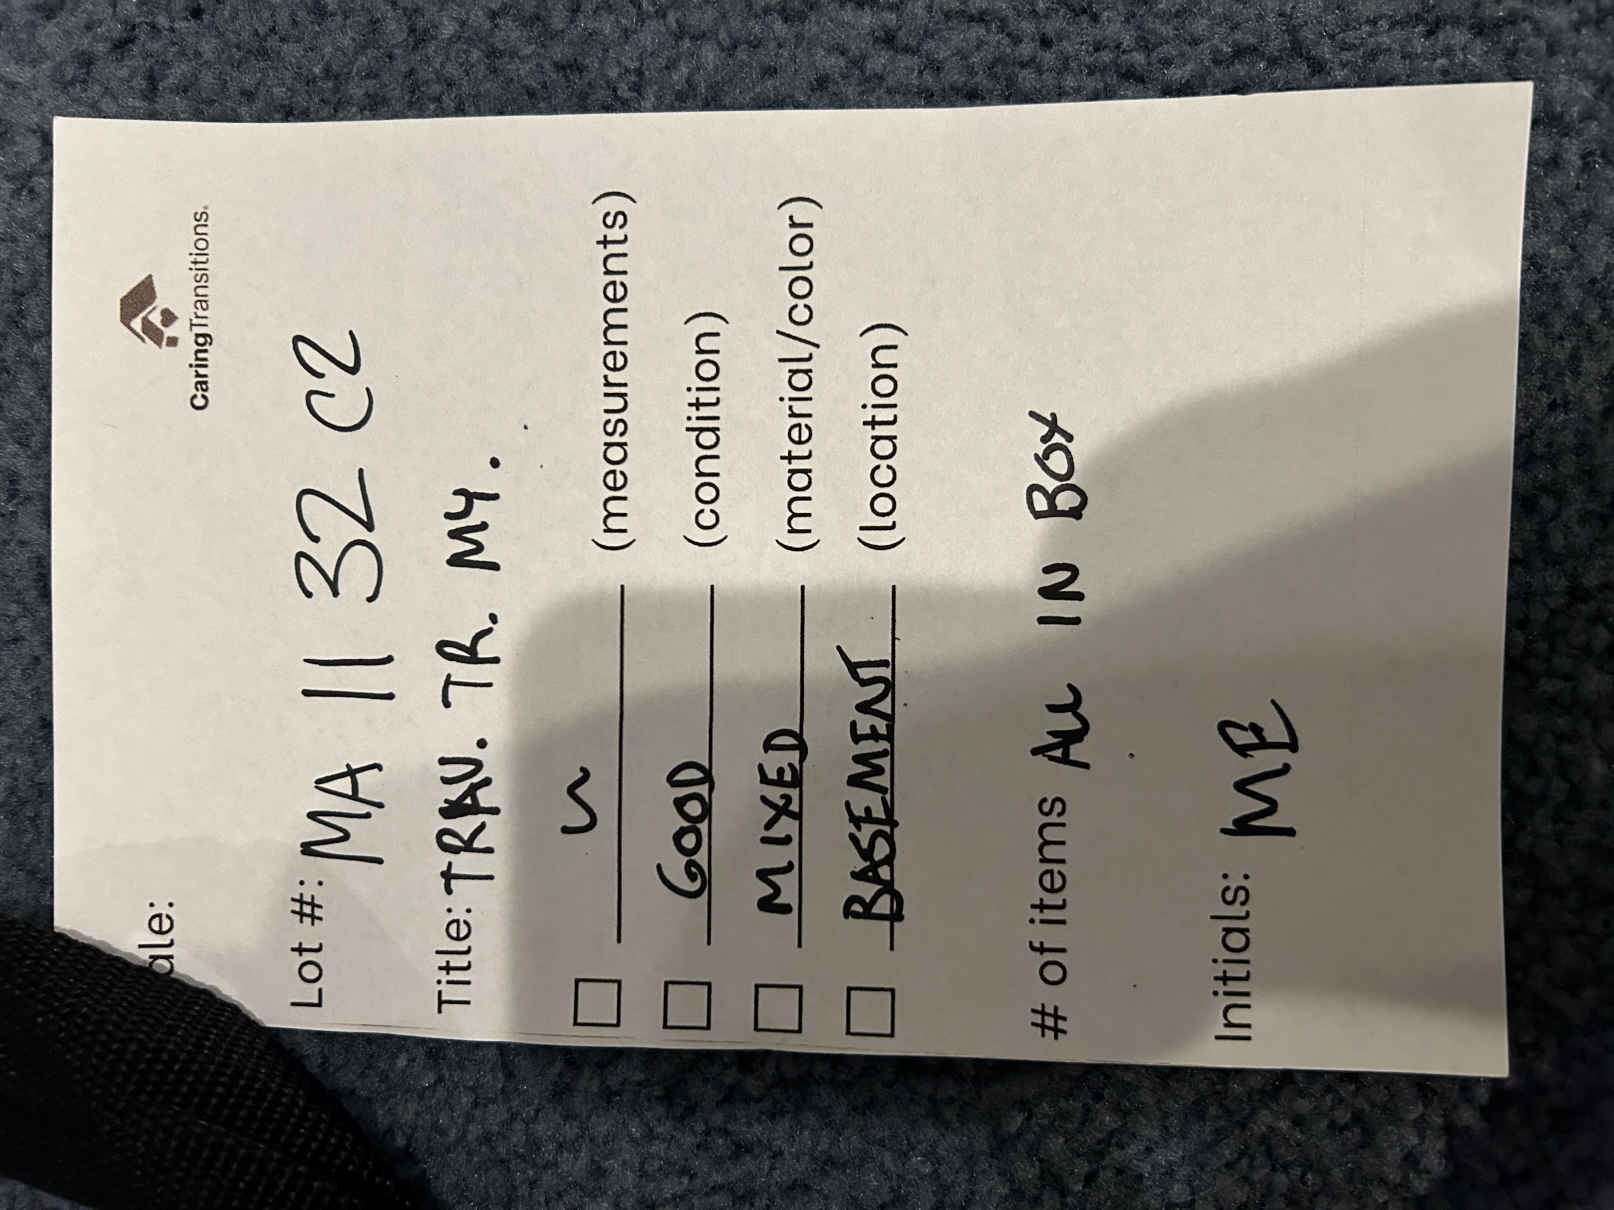 CaringTransitions.
ale:
Lot #: MA 11 32 C2
Title: TRAV. TR. MY.
(measurements)
GOOD (condition)
MIXED (material/color)
BASEMENT (location)
# of items ALL IN BOX
Initials: ME